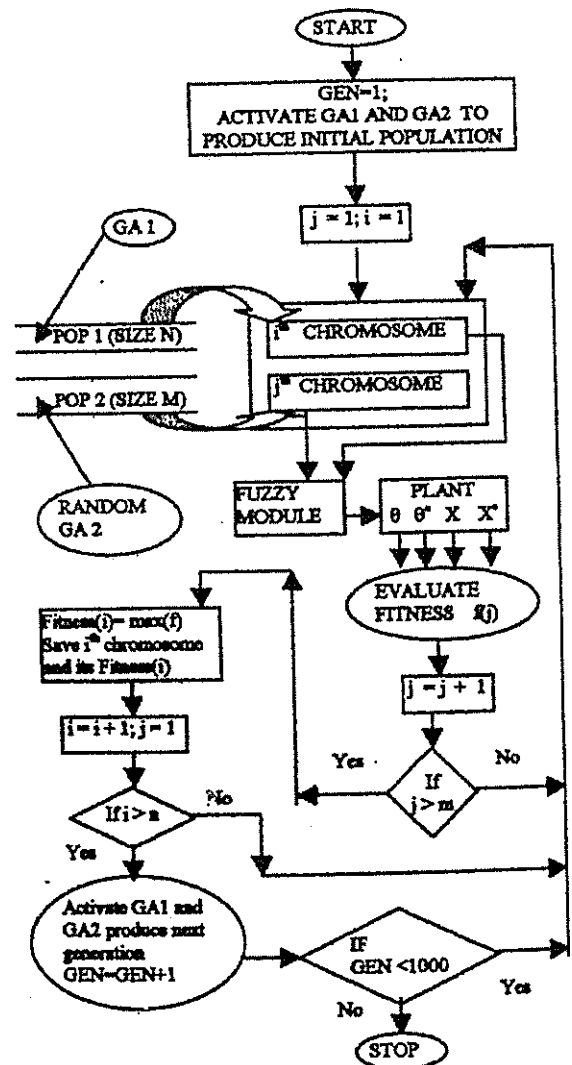 START
GEN=1;
ACTIVATE GA1 AND GA2 TO
PRODUCE INITIAL POPULATION
j = 1; i = 1
GA 1
POP 1 (SIZE N)
i th CHROMOSOME
j th CHROMOSOME
POP 2 (SIZE M)
RANDOM
GA 2
FUZZY
MODULE
PLANT
θ θ* X X*
EVALUATE
FITNESS f(j)
Fitness(i)= max(f)
Save i th chromosome
and its Fitness(i)
j = j + 1
i = i + 1; j = 1
Yes
If
j > m
No
If i > n
No
Yes
Activate GA1 and
GA2 produce next
generation
GEN=GEN+1
IF
GEN <1000
Yes
No
STOP